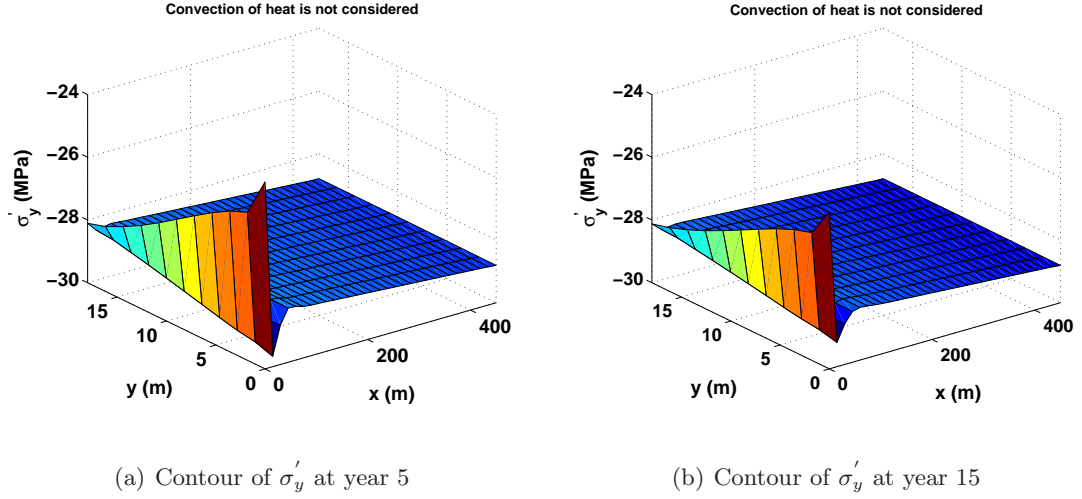 Convection of heat is not considered
−24
−26
−28
−30
σ'y (MPa)
15
10
5
0
y (m)
0
200
400
x (m)
(a) Contour of σ'y at year 5
Convection of heat is not considered
−24
−26
−28
−30
σ'y (MPa)
15
10
5
0
y (m)
0
200
400
x (m)
(b) Contour of σ'y at year 15